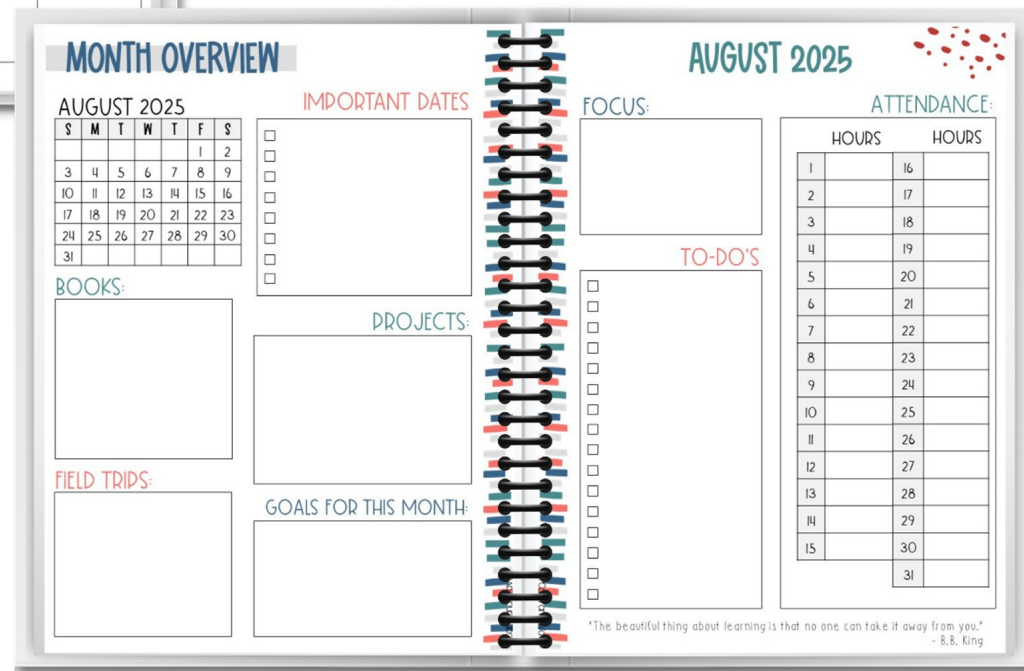 MONTH OVERVIEW
AUGUST 2025
S M T W T F S
1 2
3 4 5 6 7 8 9
10 11 12 13 14 15 16
17 18 19 20 21 22 23
24 25 26 27 28 29 30
31
IMPORTANT DATES
BOOKS:
PROJECTS:
FIELD TRIPS:
GOALS FOR THIS MONTH:
AUGUST 2025
FOCUS:
TO-DO'S
ATTENDANCE:
HOURS HOURS
1 16
2 17
3 18
4 19
5 20
6 21
7 22
8 23
9 24
10 25
11 26
12 27
13 28
14 29
15 30
31
"The beautiful thing about learning is that no one can take it away from you."
- B.B. King